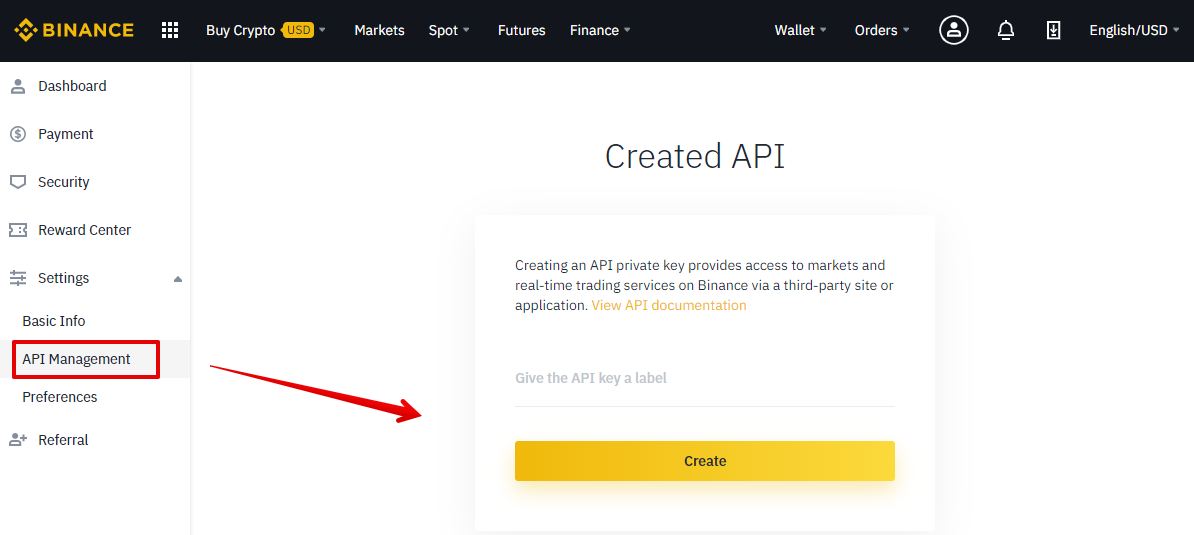 BINANCE Buy Crypto USD Markets Spot Futures Finance Wallet Orders English/USD
Dashboard
Payment
Security
Reward Center
Settings
Basic Info
API Management
Preferences
Referral
Created API
Creating an API private key provides access to markets and
real-time trading services on Binance via a third-party site or
application. View API documentation
Give the API key a label
Create